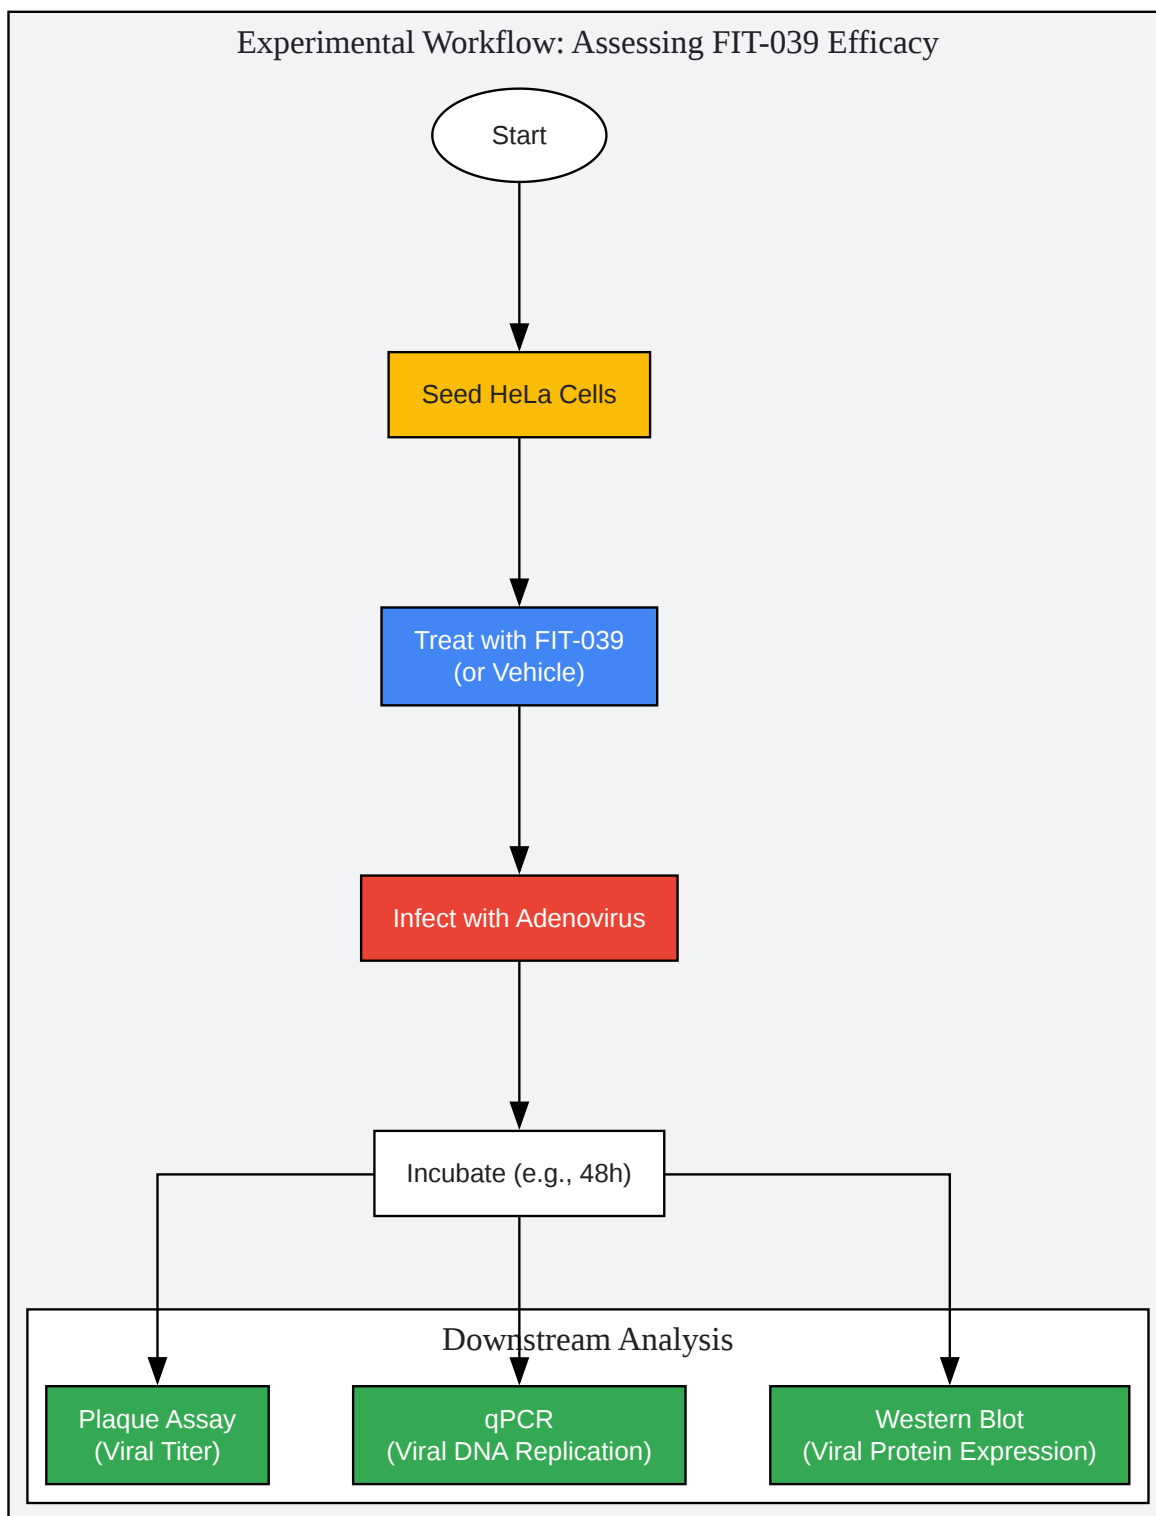 Experimental Workflow: Assessing FIT-039 Efficacy
Start
Seed HeLa Cells
Treat with FIT-039
(or Vehicle)
Infect with Adenovirus
Incubate (e.g., 48h)
Downstream Analysis
Plaque Assay
(Viral Titer)
qPCR
(Viral DNA Replication)
Western Blot
(Viral Protein Expression)